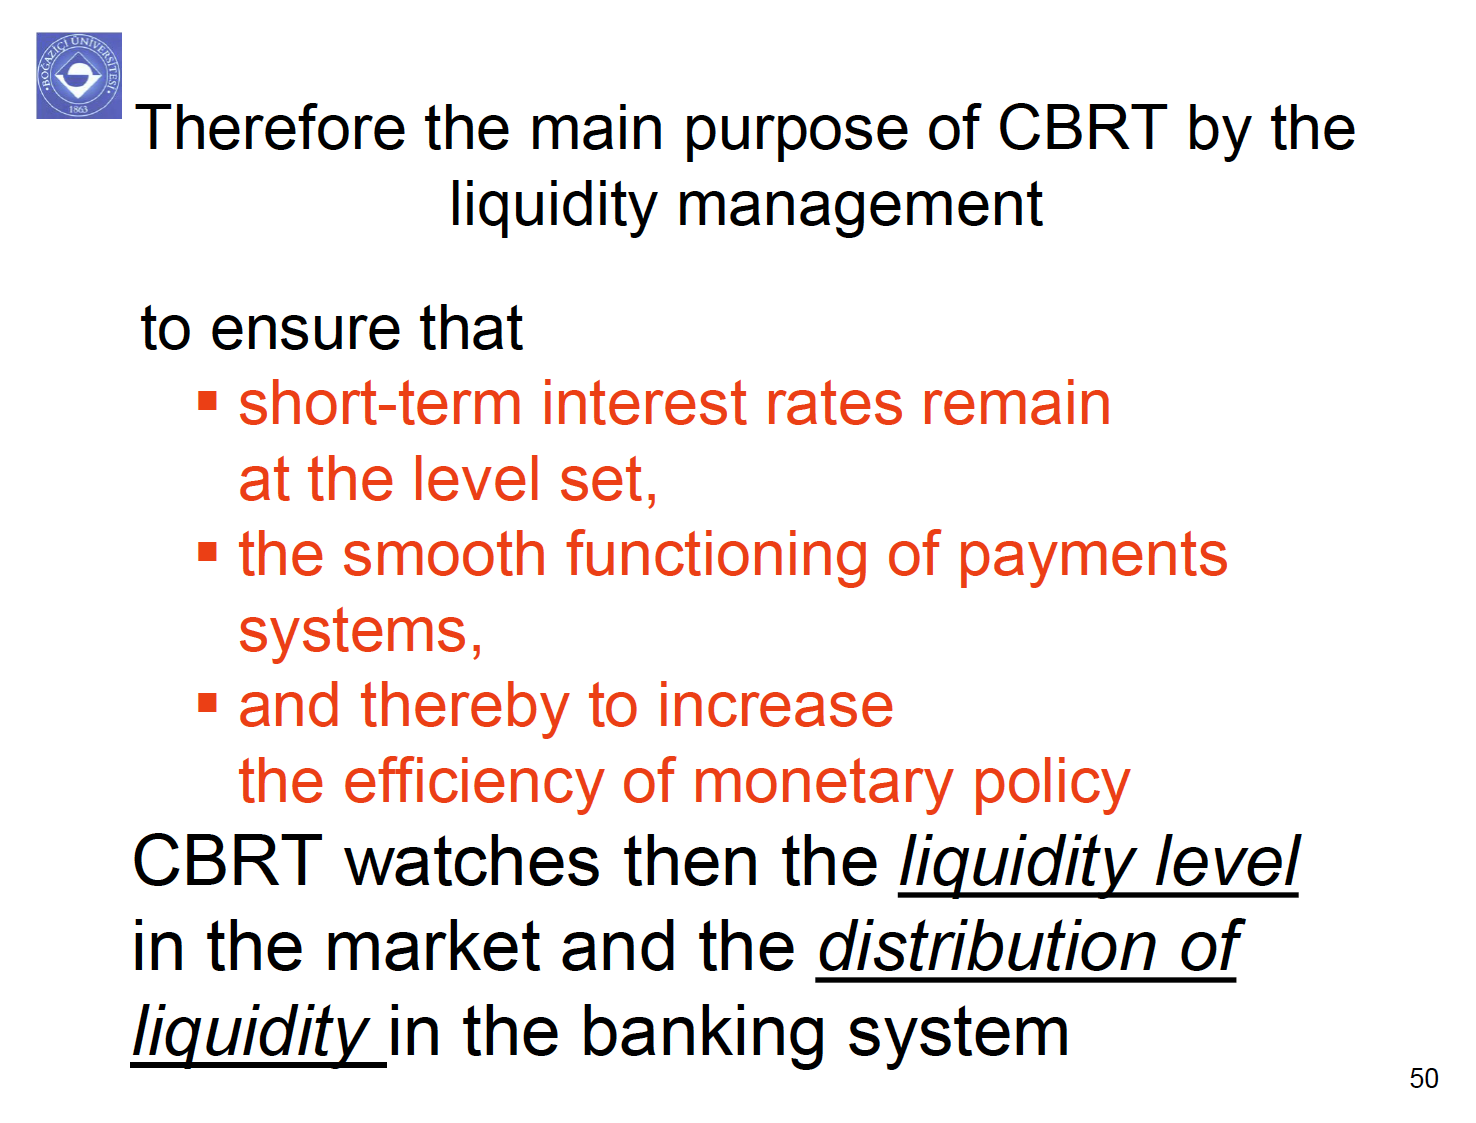 BOĞAZİÇİ ÜNİVERSİTESİ
1863
Therefore the main purpose of CBRT by the
liquidity management
to ensure that
▪ short-term interest rates remain
at the level set,
▪ the smooth functioning of payments
systems,
▪ and thereby to increase
the efficiency of monetary policy
CBRT watches then the liquidity level
in the market and the distribution of
liquidity in the banking system
50